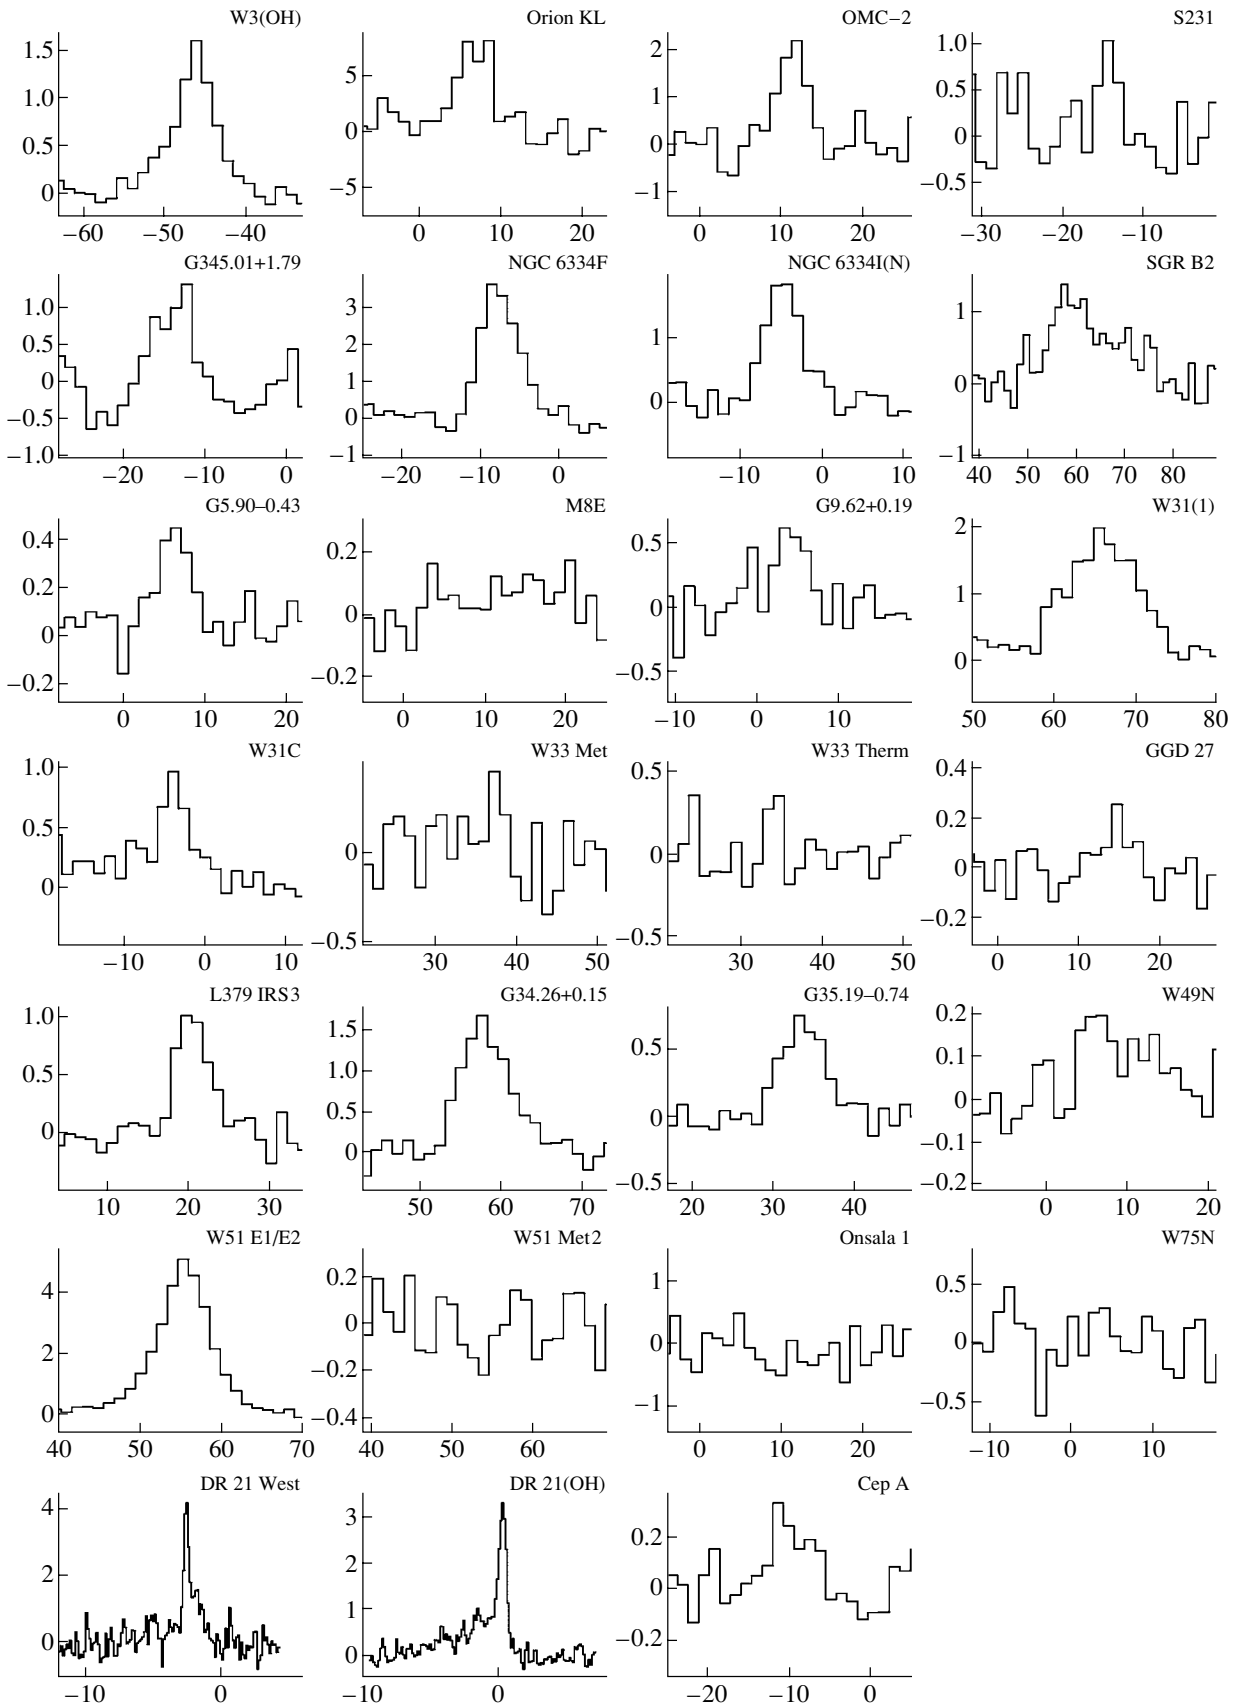 W3(OH) Orion KL OMC−2 S231
1.5 5 2 1.0
1.0 1 0.5
0.5 0 0 0
0 −5 −1 −0.5
−60 −50 −40 0 10 20 0 10 20 −30 −20 −10
G345.01+1.79 NGC 6334F NGC 6334I(N) SGR B2
1.0 3 1 1
0.5 2
0 1 0 0
−0.5 0
−1.0 −1 −1
−20 −10 0 −20 −10 0 −10 0 10 40 50 60 70 80
G5.90–0.43 M8E G9.62+0.19 W31(1)
0.4 0.2 0.5 2
0.2 0 0 1
0 −0.2 −0.5 0
−0.2
0 10 20 0 10 20 −10 0 10 50 60 70 80
W31C W33 Met W33 Therm GGD 27
1.0 0.5 0.4
0.5 0 0 0.2
0 0
−0.5 −0.5 −0.2
−10 0 10 30 40 50 30 40 50 0 10 20
L379 IRS3 G34.26+0.15 G35.19–0.74 W49N
1.0 1.5 0.5 0.2
0.5 1.0 0.1
0 0.5 0 0
0 −0.1
−0.5 −0.2
10 20 30 50 60 70 20 30 40 0 10 20
W51 E1/E2 W51 Met2 Onsala 1 W75N
4 0.2 1 0.5
2 0 0 0
0 −0.2 −1 −0.5
−0.4
40 50 60 70 40 50 60 0 10 20 −10 0 10
DR 21 West DR 21(OH) Cep A
4 3 0.2
2 2 0
0 1 −0.2
0
−10 0 −10 0 −20 −10 0